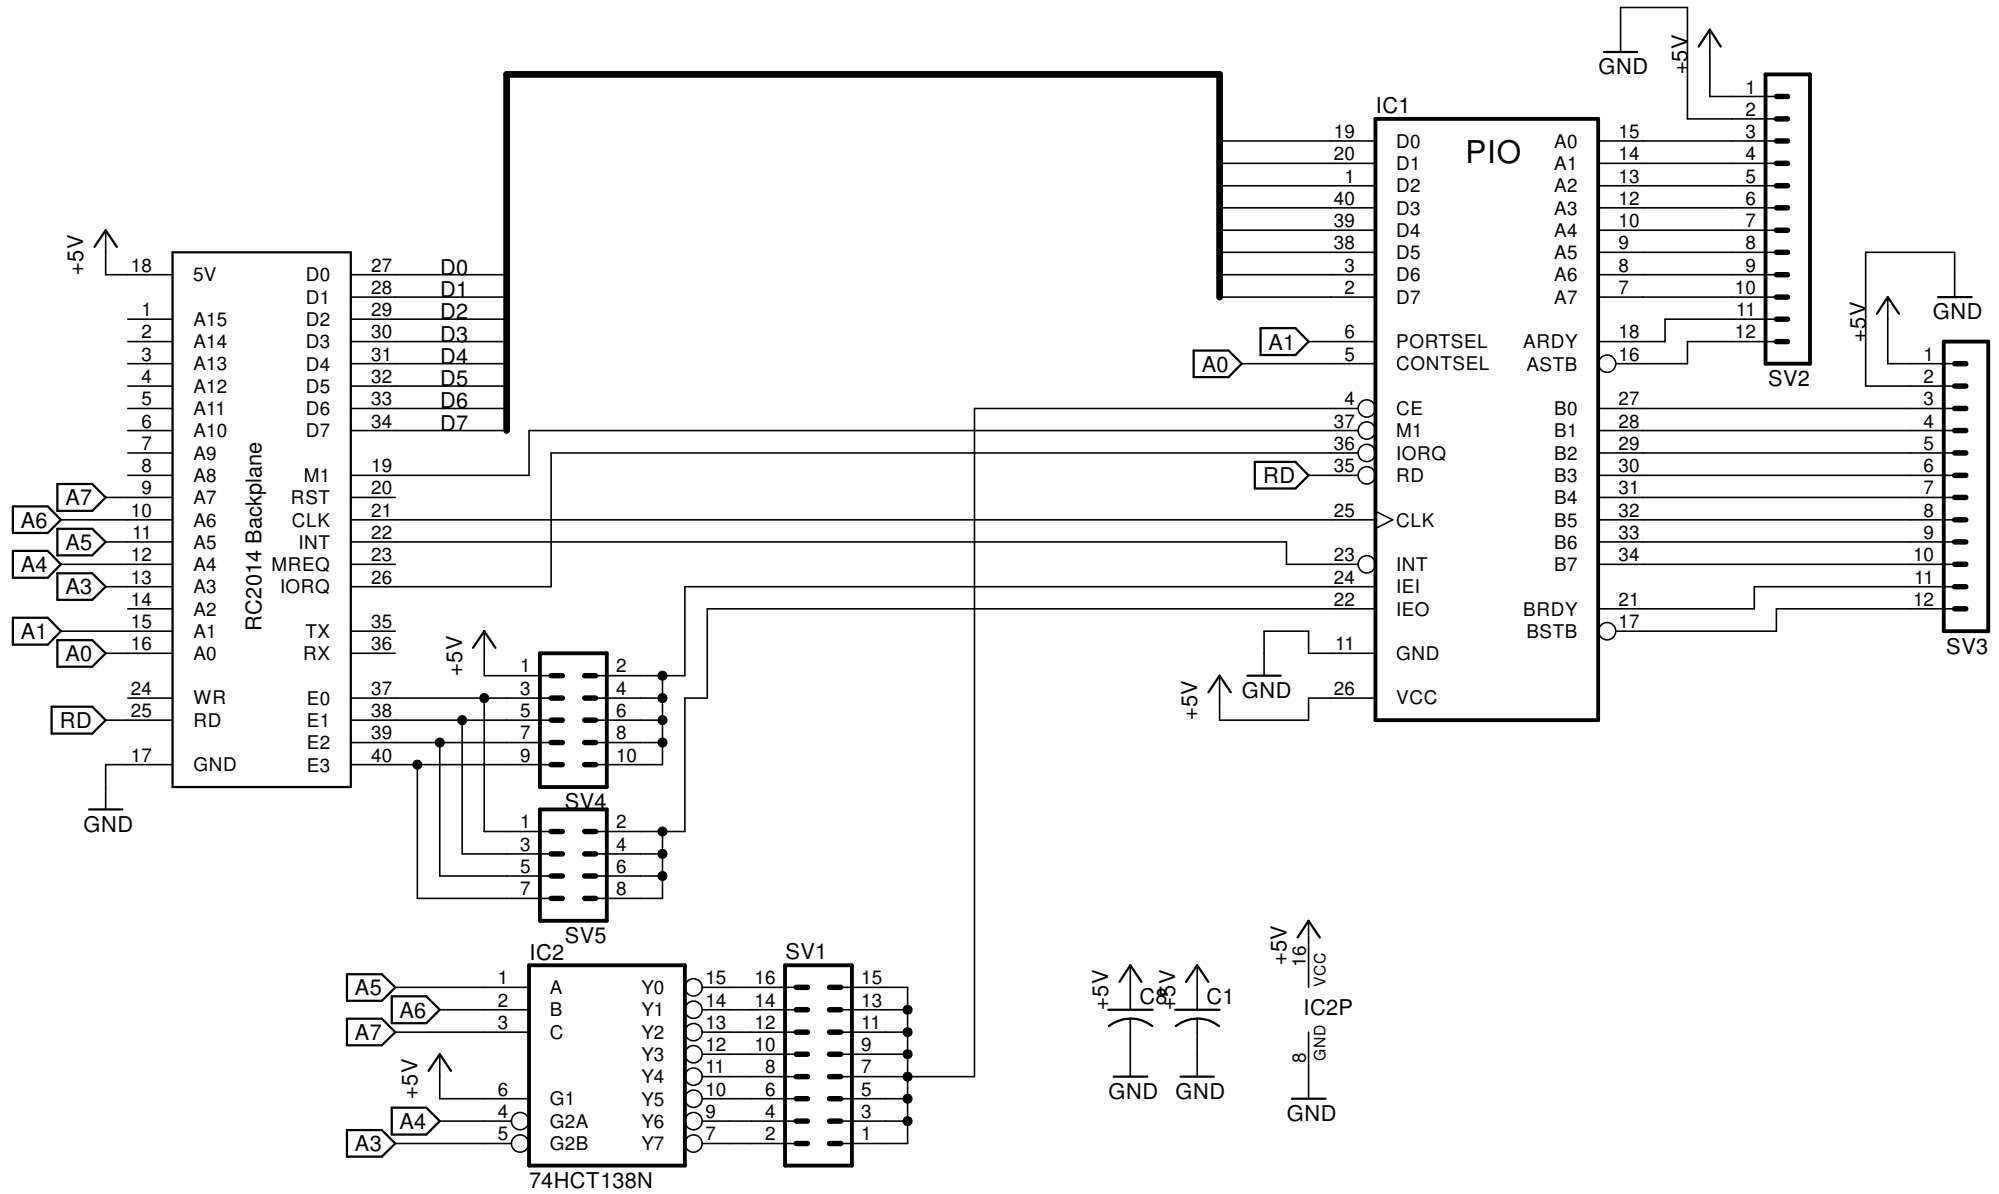 GND
+5V
IC1
PIO
19 D0 A0 15
20 D1 A1 14
1 D2 A2 13
40 D3 A3 12
39 D4 A4 10
38 D5 A5 9
3 D6 A6 8
2 D7 A7 7
A1 6 PORTSEL ARDY 18
A0 5 CONTSEL ASTB 16
4 CE B0 27
37 M1 B1 28
36 IORQ B2 29
RD 35 RD B3 30
B4 31
25 CLK B5 32
B6 33
23 INT B7 34
24 IEI
22 IEO BRDY 21
BSTB 17
11 GND
26 VCC
GND
+5V
1
2
3
4
5
6
7
8
9
10
11
12
SV2
GND
+5V
1
2
3
4
5
6
7
8
9
10
11
12
SV3
+5V
RC2014 Backplane
18 5V D0 27 D0
D1 28 D1
1 A15 D2 29 D2
2 A14 D3 30 D3
3 A13 D4 31 D4
4 A12 D5 32 D5
5 A11 D6 33 D6
6 A10 D7 34 D7
7 A9
8 A8 M1 19
A7 9 A7 RST 20
A6 10 A6 CLK 21
A5 11 A5 INT 22
A4 12 A4 MREQ 23
A3 13 A3 IORQ 26
14 A2
A1 15 A1 TX 35
A0 16 A0 RX 36
24 WR E0 37
RD 25 RD E1 38
E2 39
17 GND E3 40
GND
+5V
1 2
3 4
5 6
7 8
9 10
SV4
1 2
3 4
5 6
7 8
SV5
IC2
A5 1 A Y0 15
A6 2 B Y1 14
A7 3 C Y2 13
Y3 12
+5V Y4 11
6 G1 Y5 10
A4 4 G2A Y6 9
A3 5 G2B Y7 7
74HCT138N
SV1
16 15
14 13
12 11
10 9
8 7
6 5
4 3
2 1
+5V C8 +5V C1
GND GND
+5V
16 VCC
IC2P
8 GND
GND